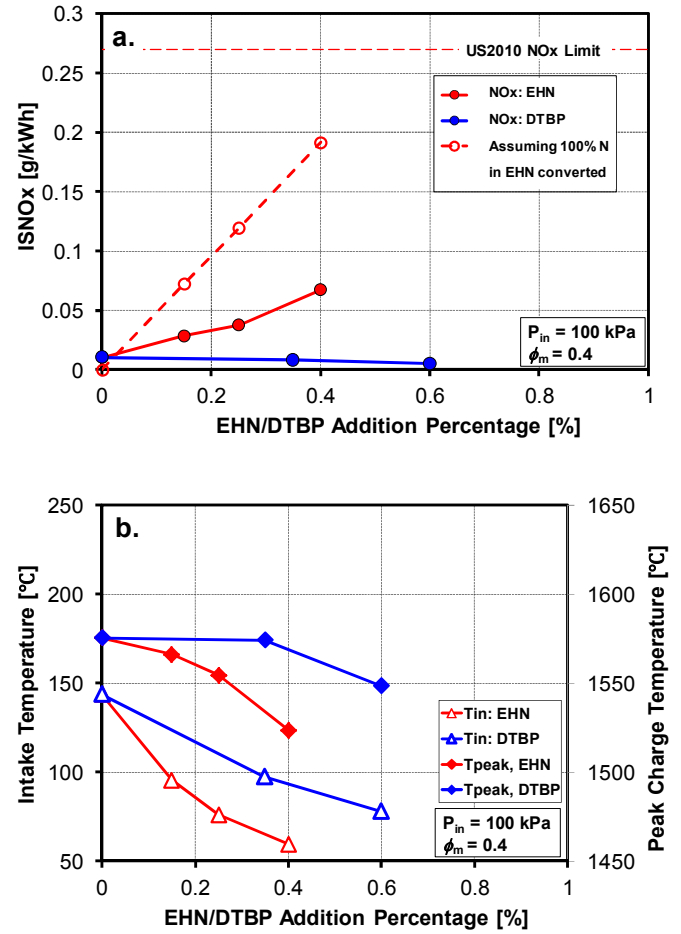 a.
0.3
0.25
0.2
0.15
0.1
0.05
0
ISNOx [g/kWh]
US2010 NOx Limit
NOx: EHN
NOx: DTBP
Assuming 100% N
in EHN converted
P_in = 100 kPa
ϕ_m = 0.4
0 0.2 0.4 0.6 0.8 1
EHN/DTBP Addition Percentage [%]
b.
250
200
150
100
50
Intake Temperature [℃]
1650
1600
1550
1500
1450
Peak Charge Temperature [℃]
Tin: EHN
Tin: DTBP
Tpeak, EHN
Tpeak, DTBP
P_in = 100 kPa
ϕ_m = 0.4
0 0.2 0.4 0.6 0.8 1
EHN/DTBP Addition Percentage [%]